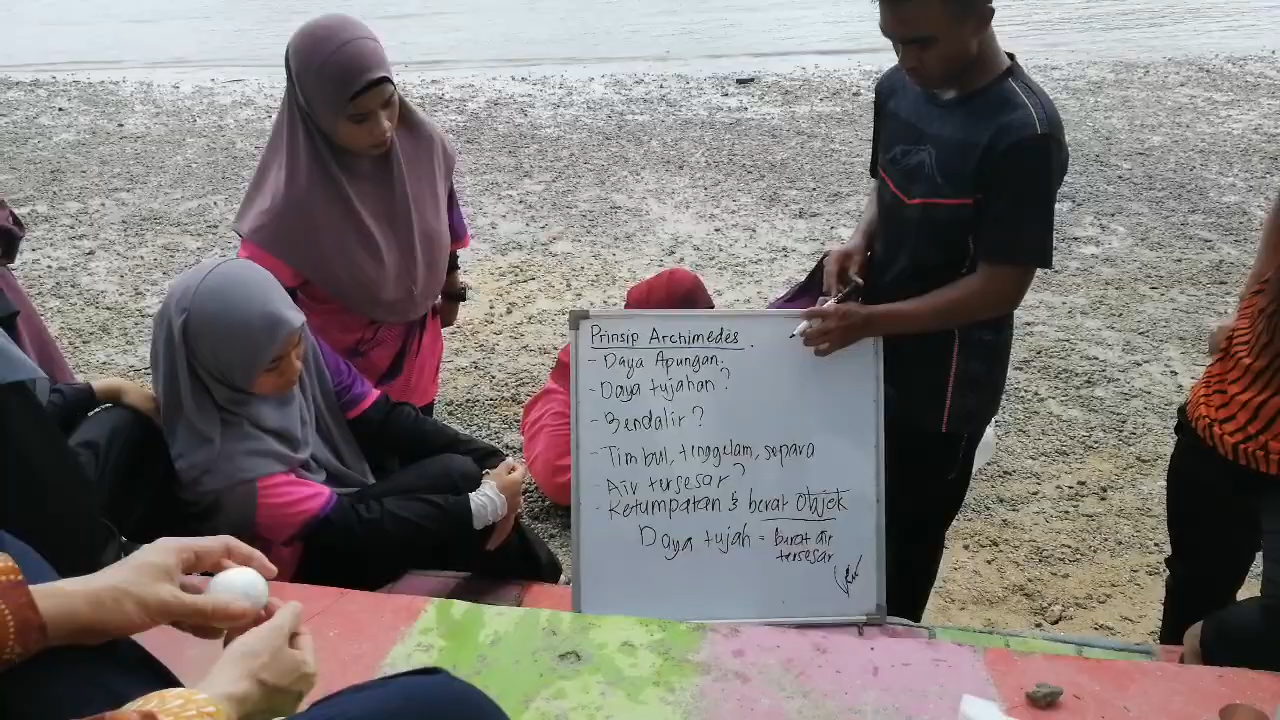 Prinsip Archimedes.
- Daya Apungan.
- Daya tujahan?
- Bendalir?
- Timbul, tenggelam, separa
- Air tersesar?
- Ketumpatan & berat objek
Daya tujah = berat air
tersesar